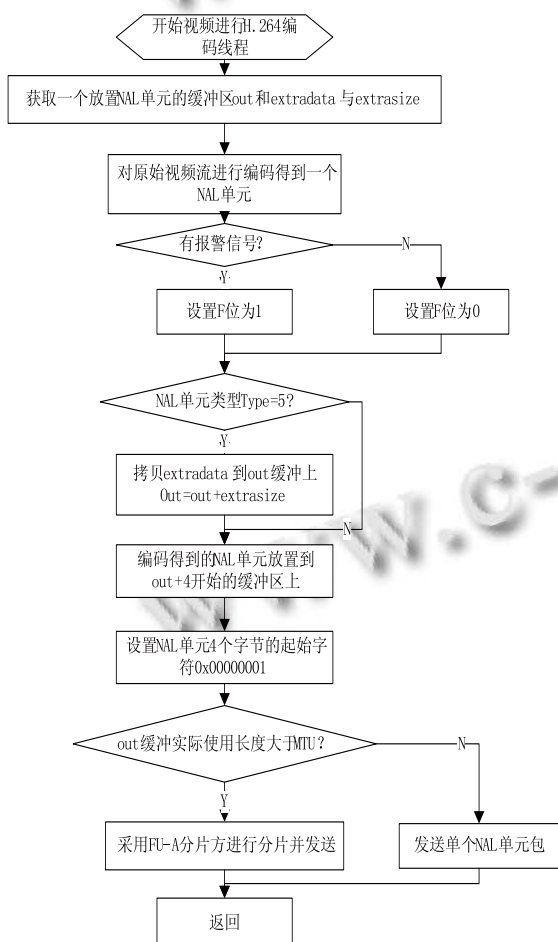 开始视频进行H.264编
码线程
获取一个放置NAL单元的缓冲区out和extradata 与extrasize
对原始视频流进行编码得到一个
NAL单元
有报警信号?
N
Y
设置F位为1
设置F位为0
NAL单元类型Type=5?
Y
拷贝extradata 到out缓冲上
Out=out+extrasize
N
编码得到的NAL单元放置到
out+4开始的缓冲区上
设置NAL单元4个字节的起始字
符0x00000001
out缓冲实际使用长度大于MTU?
N
Y
采用FU-A分片方进行分片并发送
发送单个NAL单元包
返回
www.c-